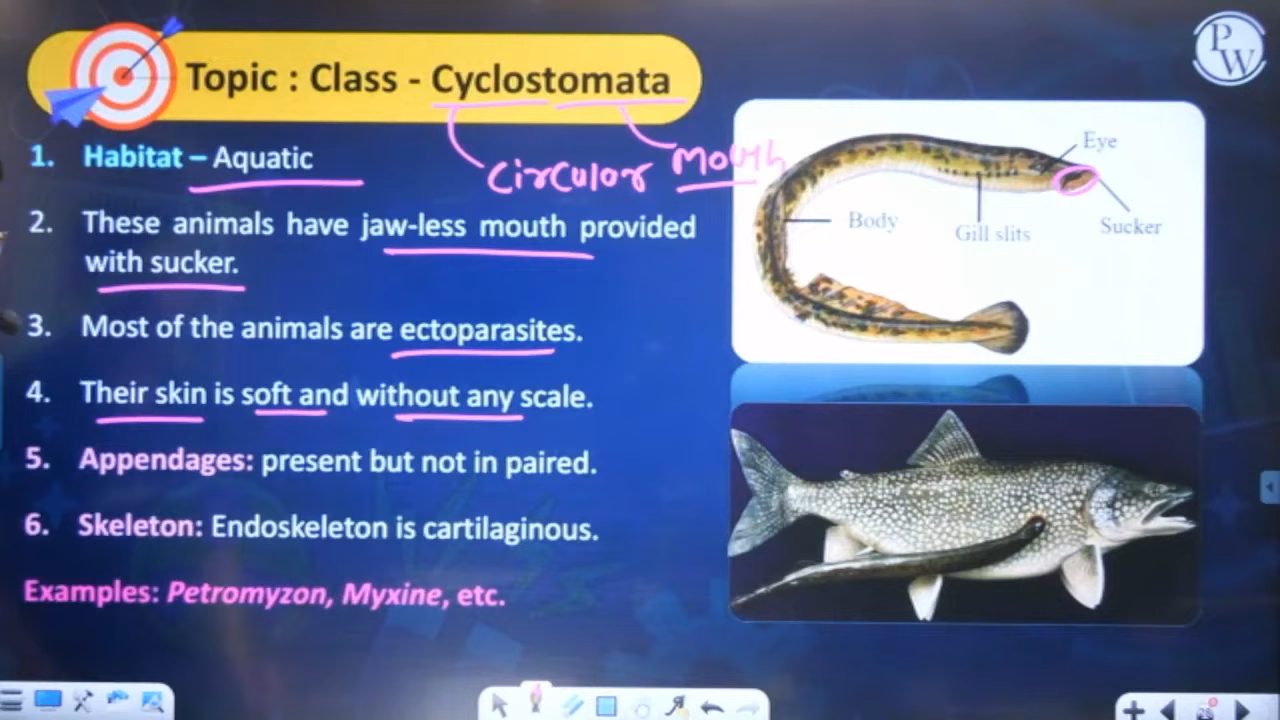 Topic : Class - Cyclostomata
PW
1. Habitat – Aquatic
Circular Mouth
2. These animals have jaw-less mouth provided
with sucker.
3. Most of the animals are ectoparasites.
4. Their skin is soft and without any scale.
5. Appendages: present but not in paired.
6. Skeleton: Endoskeleton is cartilaginous.
Examples: Petromyzon, Myxine, etc.
Eye
Body
Gill slits
Sucker